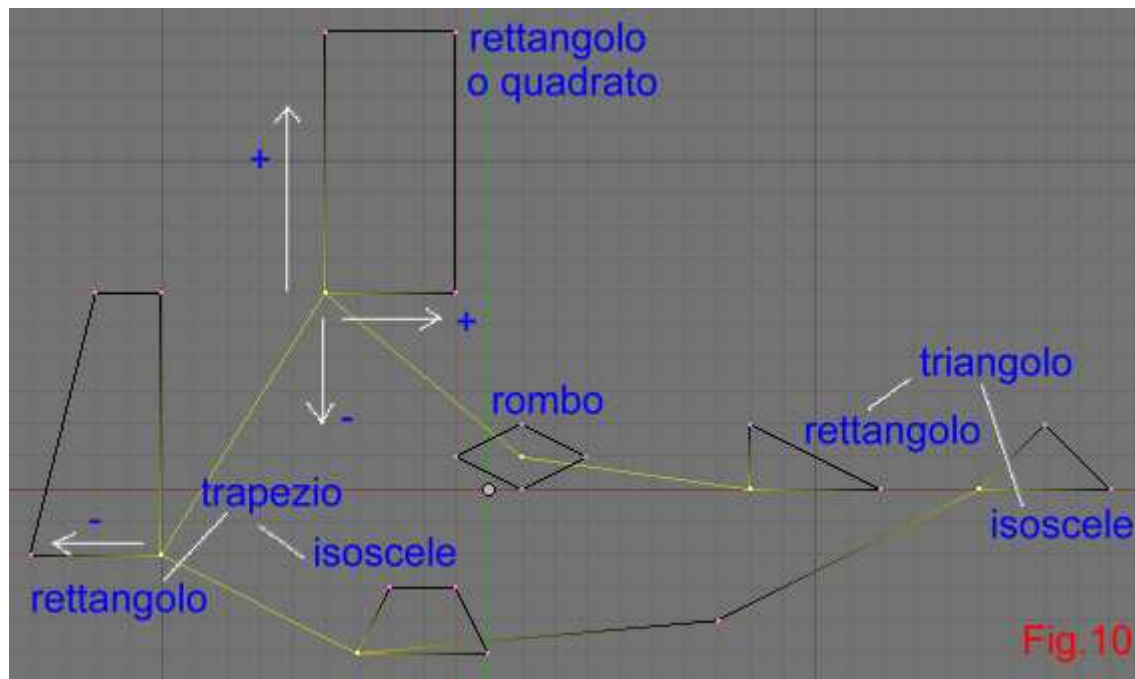 rettangolo
o quadrato
+
+
-
rombo
triangolo
rettangolo
isoscele
trapezio
-
isoscele
rettangolo
Fig.10